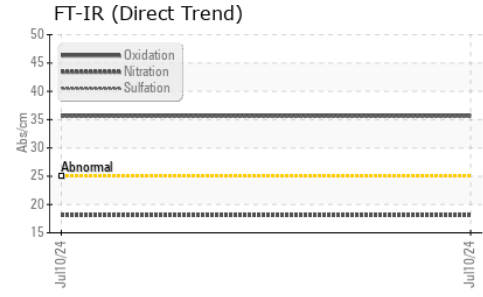 FT-IR (Direct Trend)
50
45
40
35
30
25
20
15
Abs/cm
Oxidation
Nitration
Sulfation
Abnormal
Jul10/24
Jul10/24